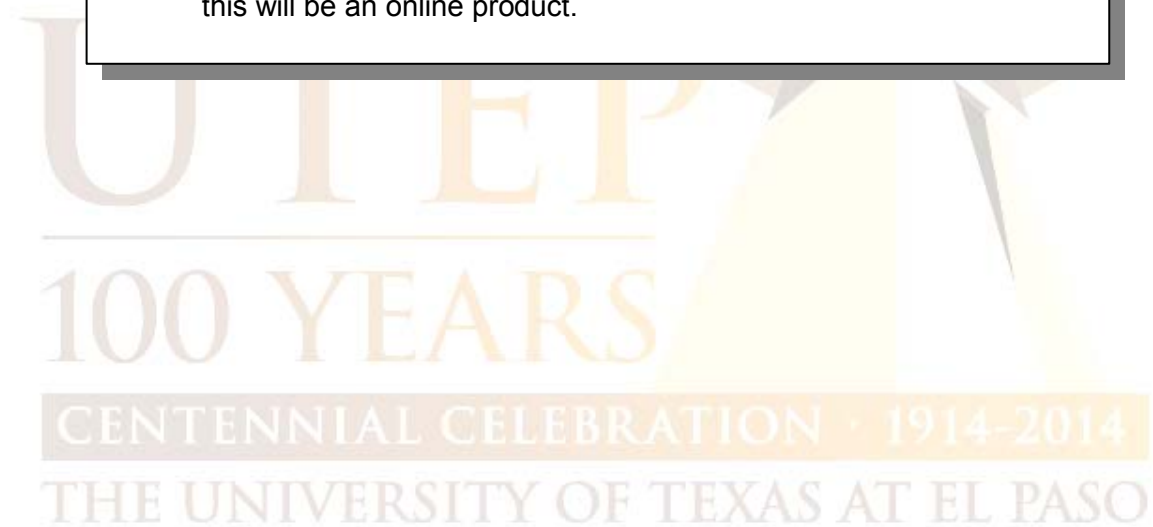 this will be an online product.
UTEP
100 YEARS
CENTENNIAL CELEBRATION · 1914-2014
THE UNIVERSITY OF TEXAS AT EL PASO